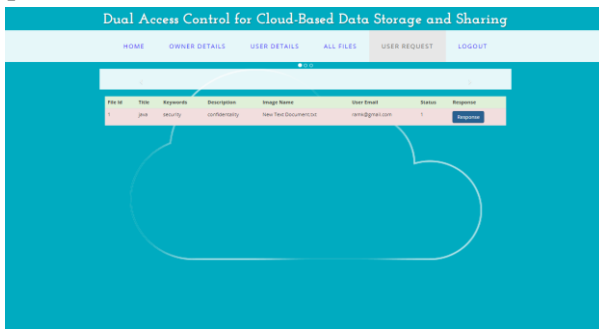 Dual Access Control for Cloud-Based Data Storage and Sharing
HOME OWNER DETAILS USER DETAILS ALL FILES USER REQUEST LOGOUT
File Id Title Keywords Description Image Name User Email Status Response
1 java security confidentiality New Text Document.txt ramk@gmail.com 1 Response